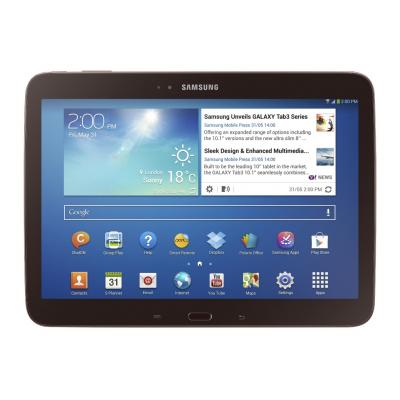 SAMSUNG
2:00 PM
2:00 PM
Fri, May 31
London
Sunny
18°C
Samsung Unveils GALAXY Tab3 Series
Samsung Mobile Press 31/05 14:00
Offering an expanded range of options including
the 10.1" versions and the new ultra slim 8"...
Sleek Design & Enhanced Multimedia...
Samsung Mobile Press 31/05 14:00
Built to be leading 10" tablet in the market,
the GALAXY Tab3 10.1" seamlessly combines...
Y! NEWS
31/05 2:00 PM
Google
ChatON
Group Play
Help
Smart Remote
Dropbox
Polaris Office
Samsung Apps
Play Store
Contacts
31
S Planner
Email
Internet
You Tube
YouTube
Maps
Settings
Apps